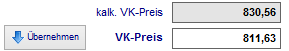 kalk. VK-Preis 830,56
Übernehmen VK-Preis 811,63